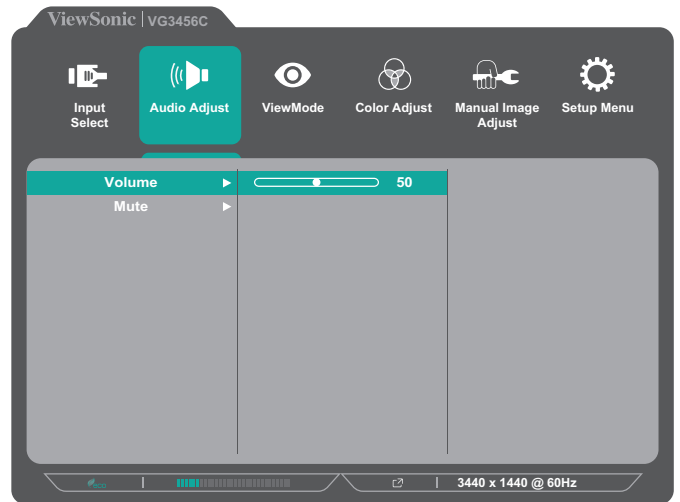 ViewSonic | VG3456C
Input
Select
Audio Adjust
ViewMode
Color Adjust
Manual Image
Adjust
Setup Menu
Volume
50
Mute
eco
3440 x 1440 @ 60Hz